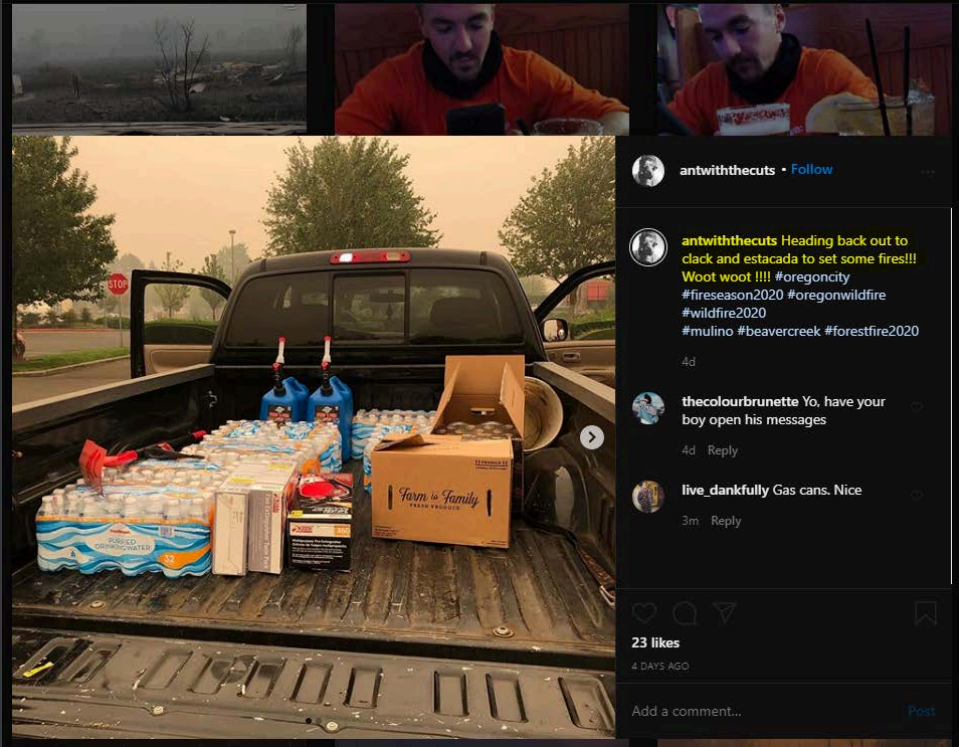 antwiththecuts • Follow
antwiththecuts Heading back out to
clack and estacada to set some fires!!!
Woot woot !!!! #oregoncity
#fireseason2020 #oregonwildfire
#wildfire2020
#mulino #beavercreek #forestfire2020
4d
thecolourbrunette Yo, have your
boy open his messages
4d Reply
live_dankfully Gas cans. Nice
3m Reply
23 likes
4 DAYS AGO
Add a comment...
Post
STOP
Farm to Family
FRESH PRODUCE
PURIFIED
DRINKING WATER
32